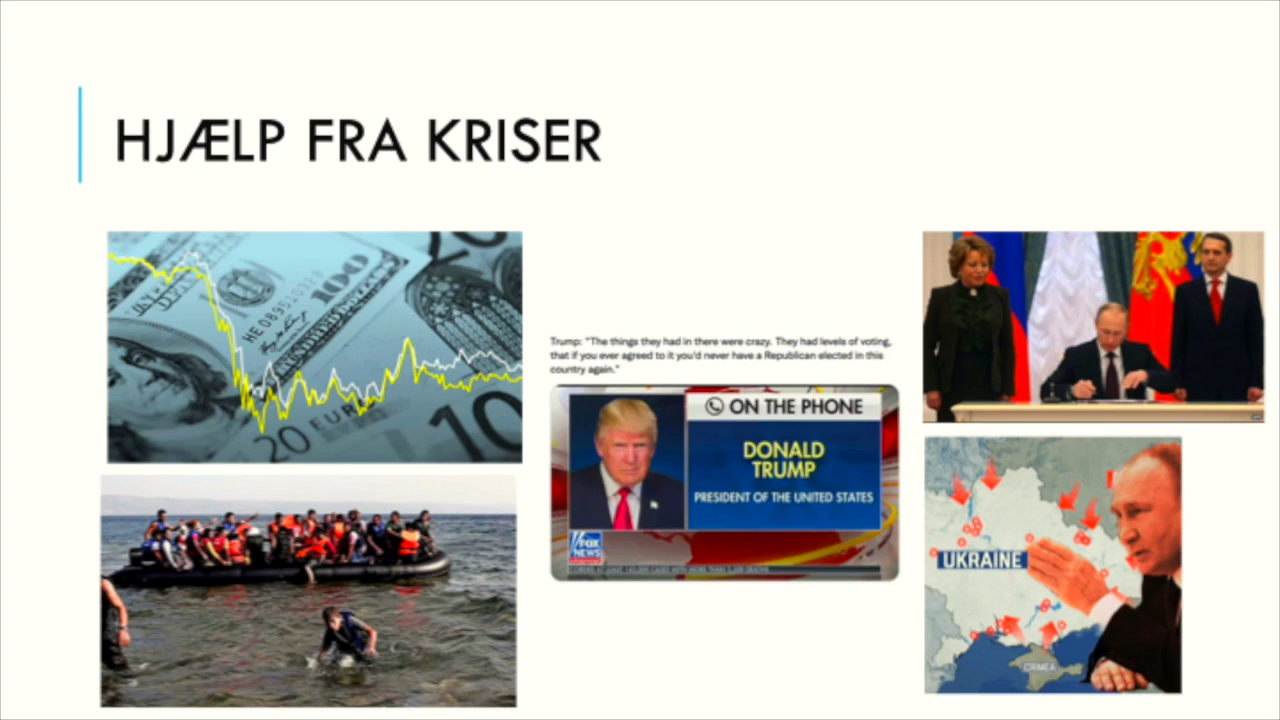 HJÆLP FRA KRISER
100
HE 0895
20 EURO
10
Trump: "The things they had in there were crazy. They had levels of voting,
that if you ever agreed to it you'd never have a Republican elected in this
country again."
ON THE PHONE
DONALD
TRUMP
PRESIDENT OF THE UNITED STATES
FOX
NEWS
UKRAINE
CRIMEA